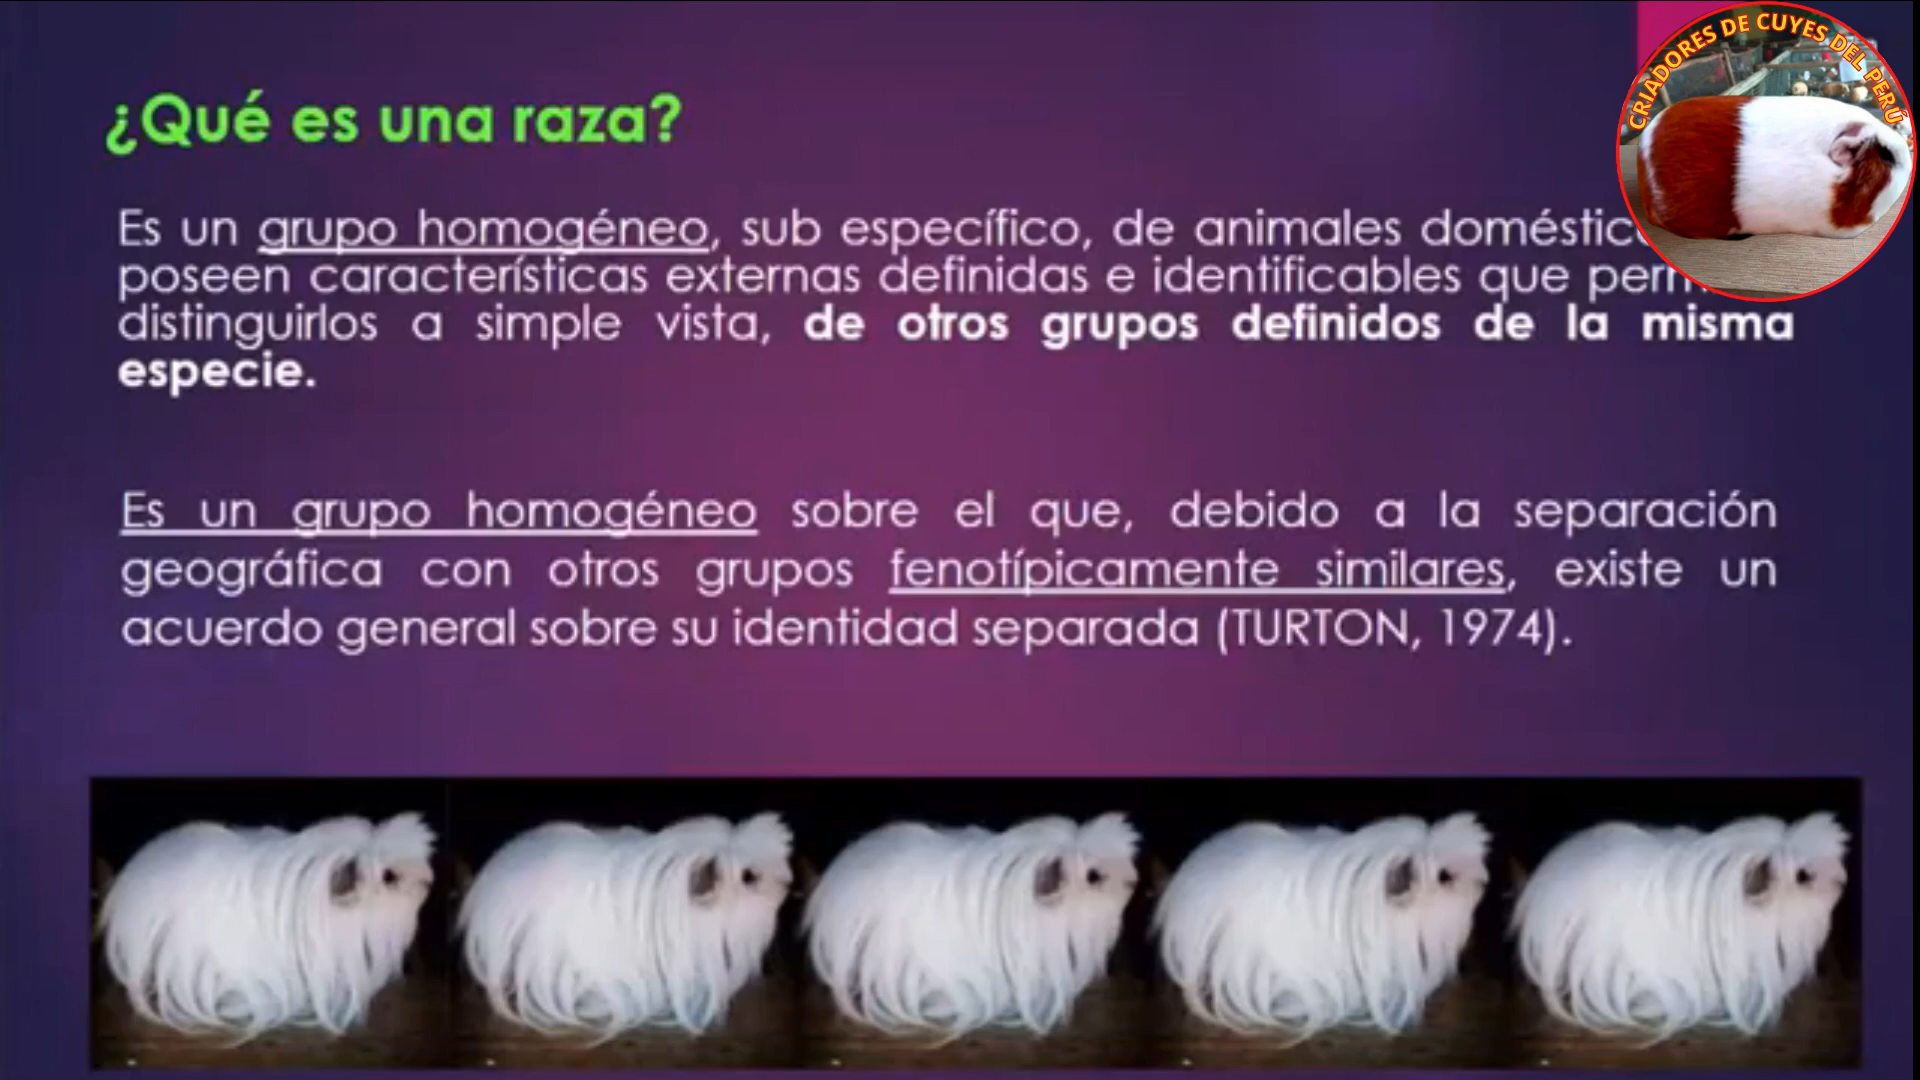 CRIADORES DE CUYES DEL PERÚ
¿Qué es una raza?
Es un grupo homogéneo, sub específico, de animales
poseen características externas definidas e identificables que
distinguirlos a simple vista, de otros grupos definidos de la misma
especie.
Es un grupo homogéneo sobre el que, debido a la separación
geográfica con otros grupos fenotípicamente similares, existe un
acuerdo general sobre su identidad separada (TURTON, 1974).